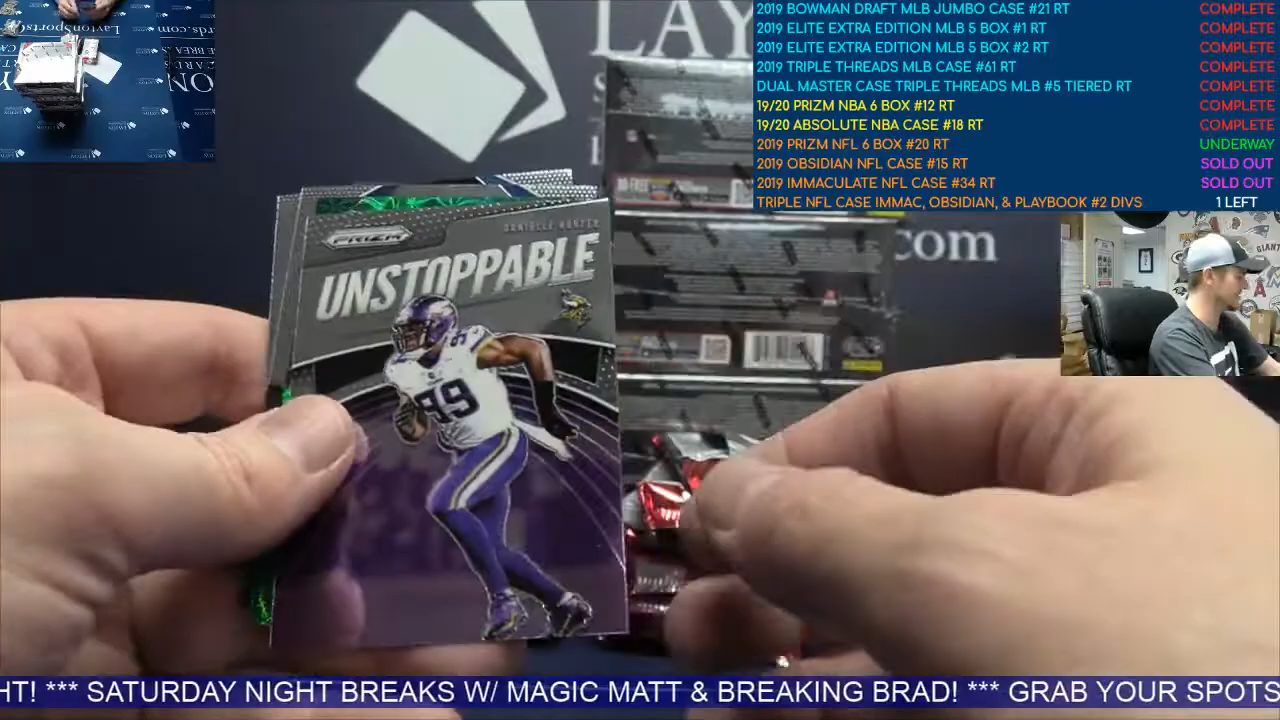 LaytonSportsCards.com
2019 BOWMAN DRAFT MLB JUMBO CASE #21 RT COMPLETE
2019 ELITE EXTRA EDITION MLB 5 BOX #1 RT COMPLETE
2019 ELITE EXTRA EDITION MLB 5 BOX #2 RT COMPLETE
2019 TRIPLE THREADS MLB CASE #61 RT COMPLETE
DUAL MASTER CASE TRIPLE THREADS MLB #5 TIERED RT COMPLETE
19/20 PRIZM NBA 6 BOX #12 RT COMPLETE
19/20 ABSOLUTE NBA CASE #18 RT COMPLETE
2019 PRIZM NFL 6 BOX #20 RT UNDERWAY
2019 OBSIDIAN NFL CASE #15 RT SOLD OUT
2019 IMMACULATE NFL CASE #34 RT SOLD OUT
TRIPLE NFL CASE IMMAC, OBSIDIAN, & PLAYBOOK #2 DIVS 1 LEFT
LAY
.com
DANIELLE HUNTER
PRIZM
UNSTOPPABLE
99
GIANT
HT! *** SATURDAY NIGHT BREAKS W/ MAGIC MATT & BREAKING BRAD! *** GRAB YOUR SPOTS